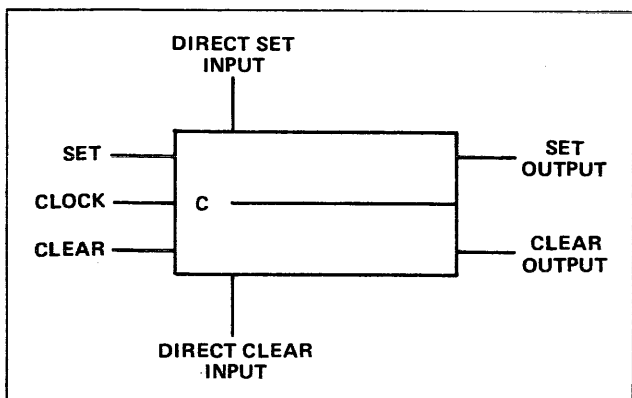 DIRECT SET
INPUT
SET
CLOCK
CLEAR
C
SET
OUTPUT
CLEAR
OUTPUT
DIRECT CLEAR
INPUT